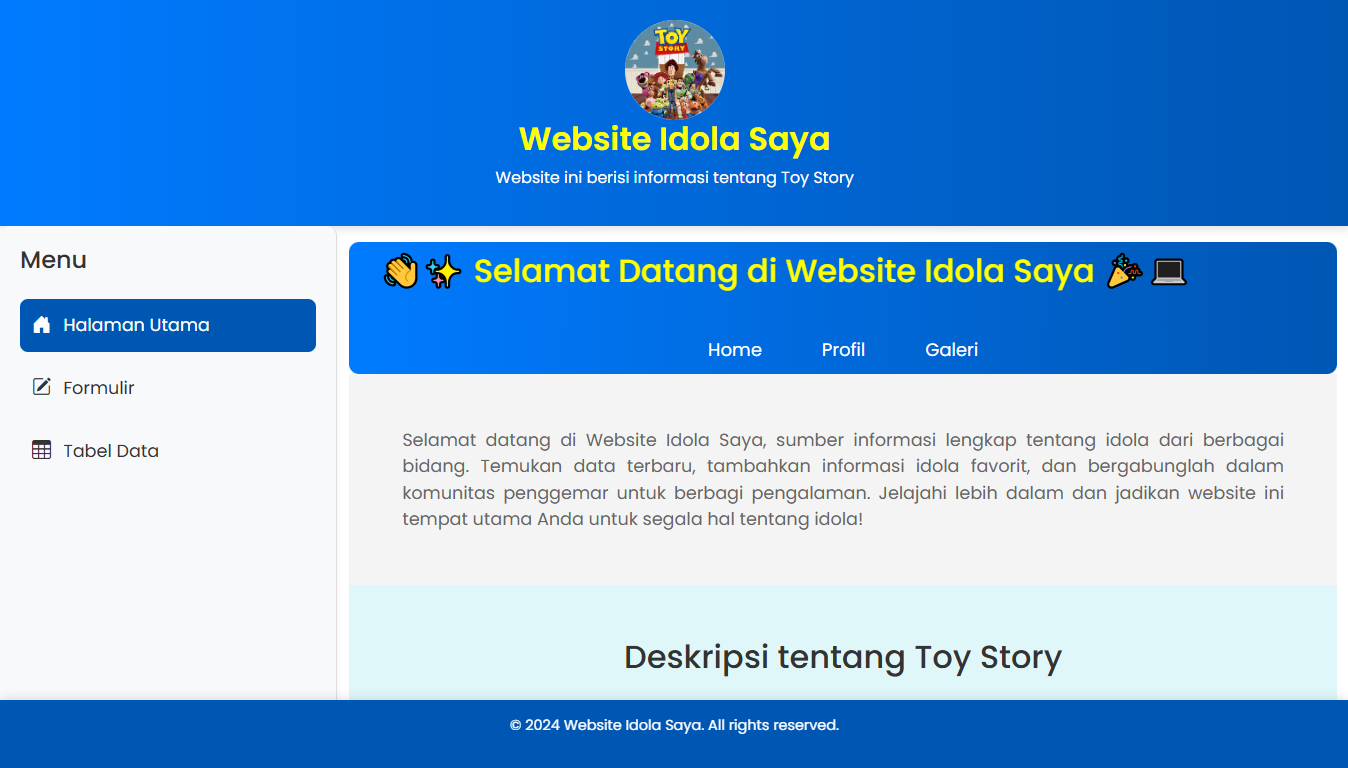 TOY
STORY
Website Idola Saya
Website ini berisi informasi tentang Toy Story
Menu
Halaman Utama
Formulir
Tabel Data
👋✨ Selamat Datang di Website Idola Saya 🎉💻
Home Profil Galeri
Selamat datang di Website Idola Saya, sumber informasi lengkap tentang idola dari berbagai
bidang. Temukan data terbaru, tambahkan informasi idola favorit, dan bergabunglah dalam
komunitas penggemar untuk berbagi pengalaman. Jelajahi lebih dalam dan jadikan website ini
tempat utama Anda untuk segala hal tentang idola!
Deskripsi tentang Toy Story
© 2024 Website Idola Saya. All rights reserved.